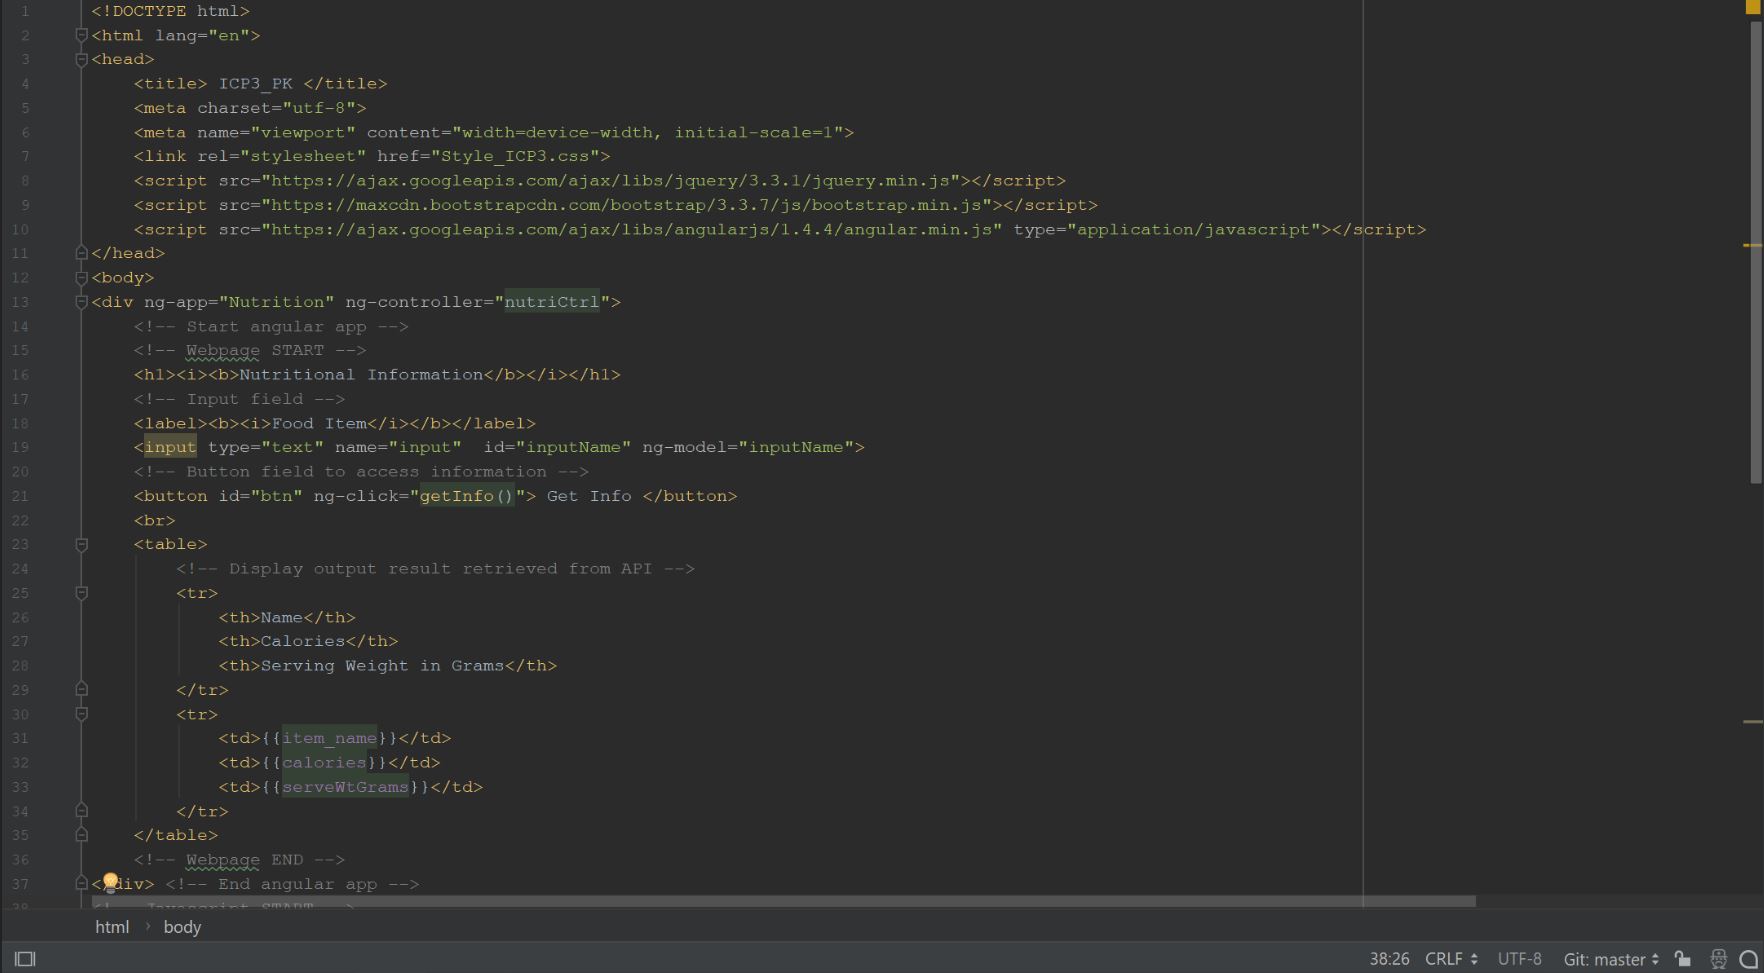 1 <!DOCTYPE html>
2 <html lang="en">
3 <head>
4     <title> ICP3_PK </title>
5     <meta charset="utf-8">
6     <meta name="viewport" content="width=device-width, initial-scale=1">
7     <link rel="stylesheet" href="Style_ICP3.css">
8     <script src="https://ajax.googleapis.com/ajax/libs/jquery/3.3.1/jquery.min.js"></script>
9     <script src="https://maxcdn.bootstrapcdn.com/bootstrap/3.3.7/js/bootstrap.min.js"></script>
10     <script src="https://ajax.googleapis.com/ajax/libs/angularjs/1.4.4/angular.min.js" type="application/javascript"></script>
11 </head>
12 <body>
13 <div ng-app="Nutrition" ng-controller="nutriCtrl">
14     <!-- Start angular app -->
15     <!-- Webpage START -->
16     <h1><i><b>Nutritional Information</b></i></h1>
17     <!-- Input field -->
18     <label><b><i>Food Item</i></b></label>
19     <input type="text" name="input"  id="inputName" ng-model="inputName">
20     <!-- Button field to access information -->
21     <button id="btn" ng-click="getInfo()"> Get Info </button>
22     <br>
23     <table>
24         <!-- Display output result retrieved from API -->
25         <tr>
26             <th>Name</th>
27             <th>Calories</th>
28             <th>Serving Weight in Grams</th>
29         </tr>
30         <tr>
31             <td>{{item_name}}</td>
32             <td>{{calories}}</td>
33             <td>{{serveWtGrams}}</td>
34         </tr>
35     </table>
36     <!-- Webpage END -->
37 </div> <!-- End angular app -->
38 <!-- Javascript START -->
html › body
38:26 CRLF UTF-8 Git: master